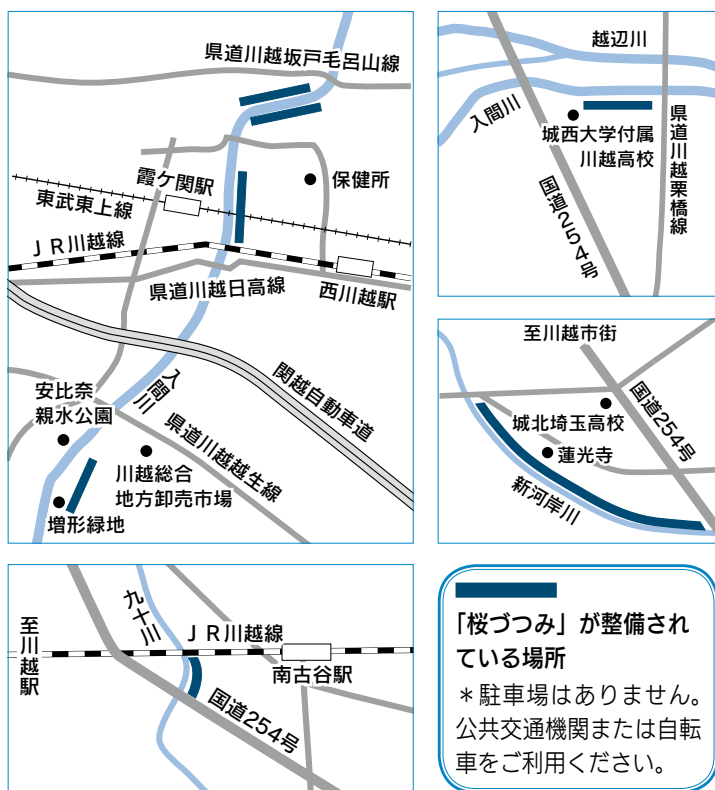 県道川越坂戸毛呂山線
霞ケ関駅
保健所
東武東上線
ＪＲ川越線
県道川越日高線
西川越駅
関越自動車道
入間川
安比奈
親水公園
県道川越越生線
川越総合
地方卸売市場
増形緑地
越辺川
入間川
城西大学付属
川越高校
県道川越栗橋線
国道254号
至川越市街
国道254号
城北埼玉高校
蓮光寺
新河岸川
至川越駅
九十川
ＪＲ川越線
南古谷駅
国道254号
「桜づつみ」が整備され
ている場所
＊駐車場はありません。
公共交通機関または自転
車をご利用ください。